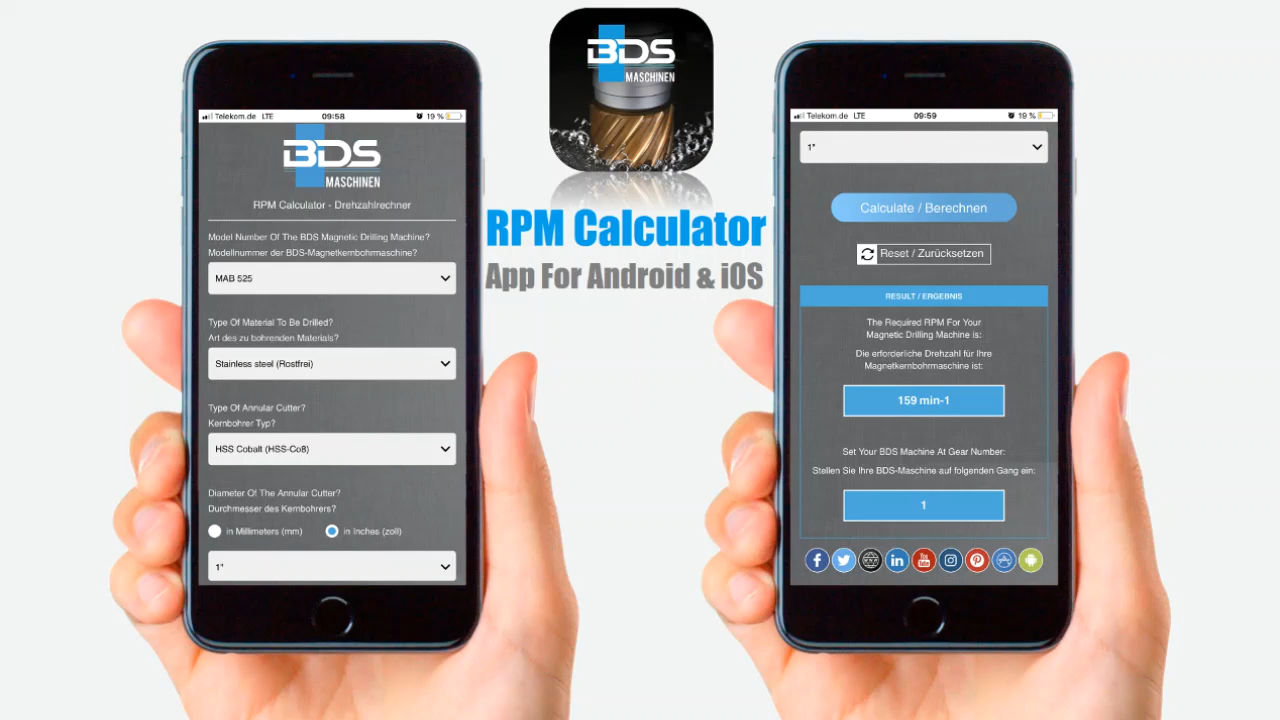 BDS
MASCHINEN
RPM Calculator
App For Android & iOS
Telekom.de LTE 09:58 19 %
BDS
MASCHINEN
RPM Calculator - Drehzahlrechner
Model Number Of The BDS Magnetic Drilling Machine?
Modellnummer der BDS-Magnetkernbohrmaschine?
MAB 525
Type Of Material To Be Drilled?
Art des zu bohrenden Materials?
Stainless steel (Rostfrei)
Type Of Annular Cutter?
Kernbohrer Typ?
HSS Cobalt (HSS-Co8)
Diameter Of The Annular Cutter?
Durchmesser des Kernbohrers?
in Millimeters (mm) in Inches (zoll)
1"
Telekom.de LTE 09:59 19 %
1"
Calculate / Berechnen
Reset / Zurücksetzen
RESULT / ERGEBNIS
The Required RPM For Your
Magnetic Drilling Machine is:
Die erforderliche Drehzahl für Ihre
Magnetkernbohrmaschine ist:
159 min-1
Set Your BDS Machine At Gear Number:
Stellen Sie Ihre BDS-Maschine auf folgenden Gang ein:
1
You
Tube